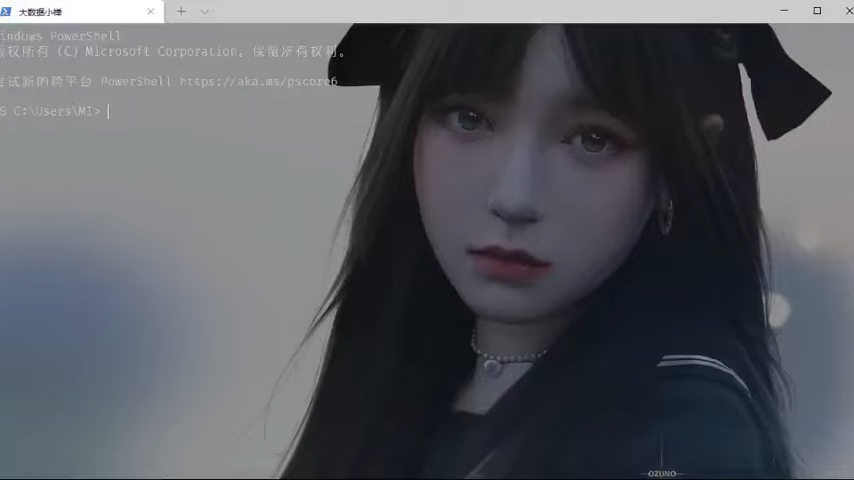 大数据小禅
indows PowerShell
版权所有 (C) Microsoft Corporation。保留所有权利。
尝试新的跨平台 PowerShell https://aka.ms/pscore6
S C:\Users\MI>
OZUNO